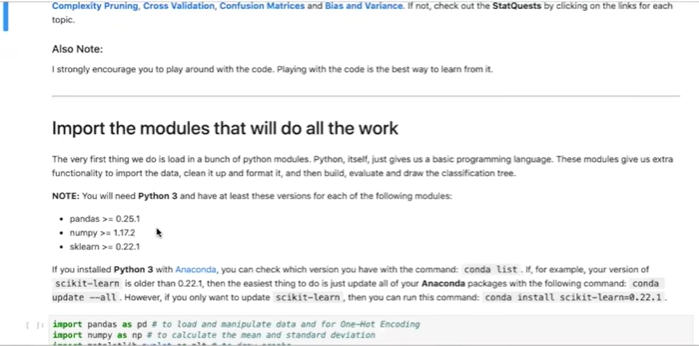 Complexity Pruning, Cross Validation, Confusion Matrices and Bias and Variance. If not, check out the StatQuests by clicking on the links for each
topic.
Also Note:
I strongly encourage you to play around with the code. Playing with the code is the best way to learn from it.
Import the modules that will do all the work
The very first thing we do is load in a bunch of python modules. Python, itself, just gives us a basic programming language. These modules give us extra
functionality to import the data, clean it up and format it, and then build, evaluate and draw the classification tree.
NOTE: You will need Python 3 and have at least these versions for each of the following modules:
• pandas >= 0.25.1
• numpy >= 1.17.2
• sklearn >= 0.22.1
If you installed Python 3 with Anaconda, you can check which version you have with the command: conda list . If, for example, your version of
scikit-learn is older than 0.22.1, then the easiest thing to do is just update all of your Anaconda packages with the following command: conda
update --all . However, if you only want to update scikit-learn , then you can run this command: conda install scikit-learn=0.22.1 .
import pandas as pd # to load and manipulate data and for One-Hot Encoding
import numpy as np # to calculate the mean and standard deviation